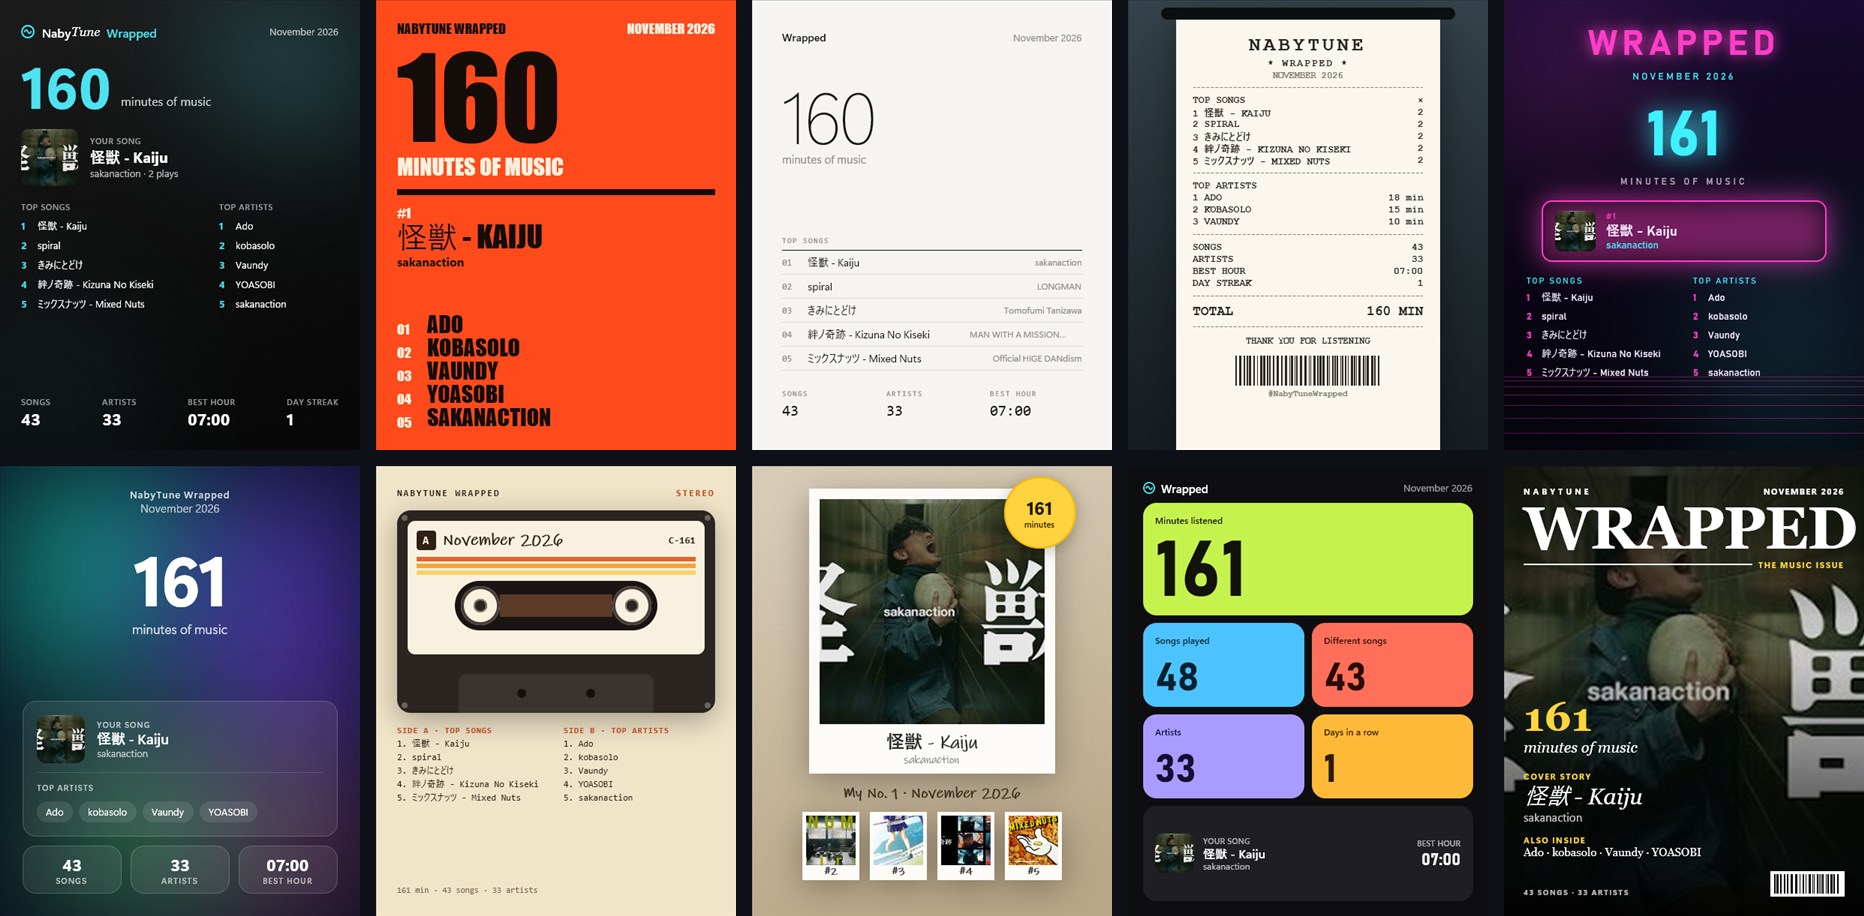 NabyTune Wrapped
November 2026
160 minutes of music
YOUR SONG
怪獣 - Kaiju
sakanaction · 2 plays
TOP SONGS
1 怪獣 - Kaiju
2 spiral
3 きみにとどけ
4 絆ノ奇跡 - Kizuna No Kiseki
5 ミックスナッツ - Mixed Nuts
TOP ARTISTS
1 Ado
2 kobasolo
3 Vaundy
4 YOASOBI
5 sakanaction
SONGS
43
ARTISTS
33
BEST HOUR
07:00
DAY STREAK
1
NABYTUNE WRAPPED
NOVEMBER 2026
160
MINUTES OF MUSIC
#1
怪獣 - KAIJU
sakanaction
01 ADO
02 KOBASOLO
03 VAUNDY
04 YOASOBI
05 SAKANACTION
Wrapped
November 2026
160
minutes of music
TOP SONGS
01 怪獣 - Kaiju sakanaction
02 spiral LONGMAN
03 きみにとどけ Tomofumi Tanizawa
04 絆ノ奇跡 - Kizuna No Kiseki MAN WITH A MISSION...
05 ミックスナッツ - Mixed Nuts Official HIGE DANdism
SONGS
43
ARTISTS
33
BEST HOUR
07:00
NABYTUNE
★ WRAPPED ★
NOVEMBER 2026
TOP SONGS ×
1 怪獣 - KAIJU 2
2 SPIRAL 2
3 きみにとどけ 2
4 絆ノ奇跡 - KIZUNA NO KISEKI 2
5 ミックスナッツ - MIXED NUTS 2
TOP ARTISTS
1 ADO 18 min
2 KOBASOLO 15 min
3 VAUNDY 10 min
SONGS 43
ARTISTS 33
BEST HOUR 07:00
DAY STREAK 1
TOTAL 160 MIN
THANK YOU FOR LISTENING
#NabyTuneWrapped
WRAPPED
NOVEMBER 2026
161
MINUTES OF MUSIC
#1
怪獣 - Kaiju
sakanaction
TOP SONGS
1 怪獣 - Kaiju
2 spiral
3 きみにとどけ
4 絆ノ奇跡 - Kizuna No Kiseki
5 ミックスナッツ - Mixed Nuts
TOP ARTISTS
1 Ado
2 kobasolo
3 Vaundy
4 YOASOBI
5 sakanaction
NabyTune Wrapped
November 2026
161
minutes of music
YOUR SONG
怪獣 - Kaiju
sakanaction
TOP ARTISTS
Ado kobasolo Vaundy YOASOBI
43
SONGS
33
ARTISTS
07:00
BEST HOUR
NABYTUNE WRAPPED
STEREO
A November 2026 C-161
SIDE A - TOP SONGS
1. 怪獣 - Kaiju
2. spiral
3. きみにとどけ
4. 絆ノ奇跡 - Kizuna No Kiseki
5. ミックスナッツ - Mixed Nuts
SIDE B - TOP ARTISTS
1. Ado
2. kobasolo
3. Vaundy
4. YOASOBI
5. sakanaction
161 min · 43 songs · 33 artists
161
minutes
怪獣
sakanaction
怪獣 - Kaiju
sakanaction
My No. 1 · November 2026
MIXED NUTS
#2
#3
#4
#5
Wrapped
November 2026
Minutes listened
161
Songs played
48
Different songs
43
Artists
33
Days in a row
1
YOUR SONG
怪獣 - Kaiju
sakanaction
BEST HOUR
07:00
NABYTUNE
NOVEMBER 2026
WRAPPED
THE MUSIC ISSUE
sakanaction
161
minutes of music
COVER STORY
怪獣 - Kaiju
sakanaction
ALSO INSIDE
Ado · kobasolo · Vaundy · YOASOBI
43 SONGS · 33 ARTISTS